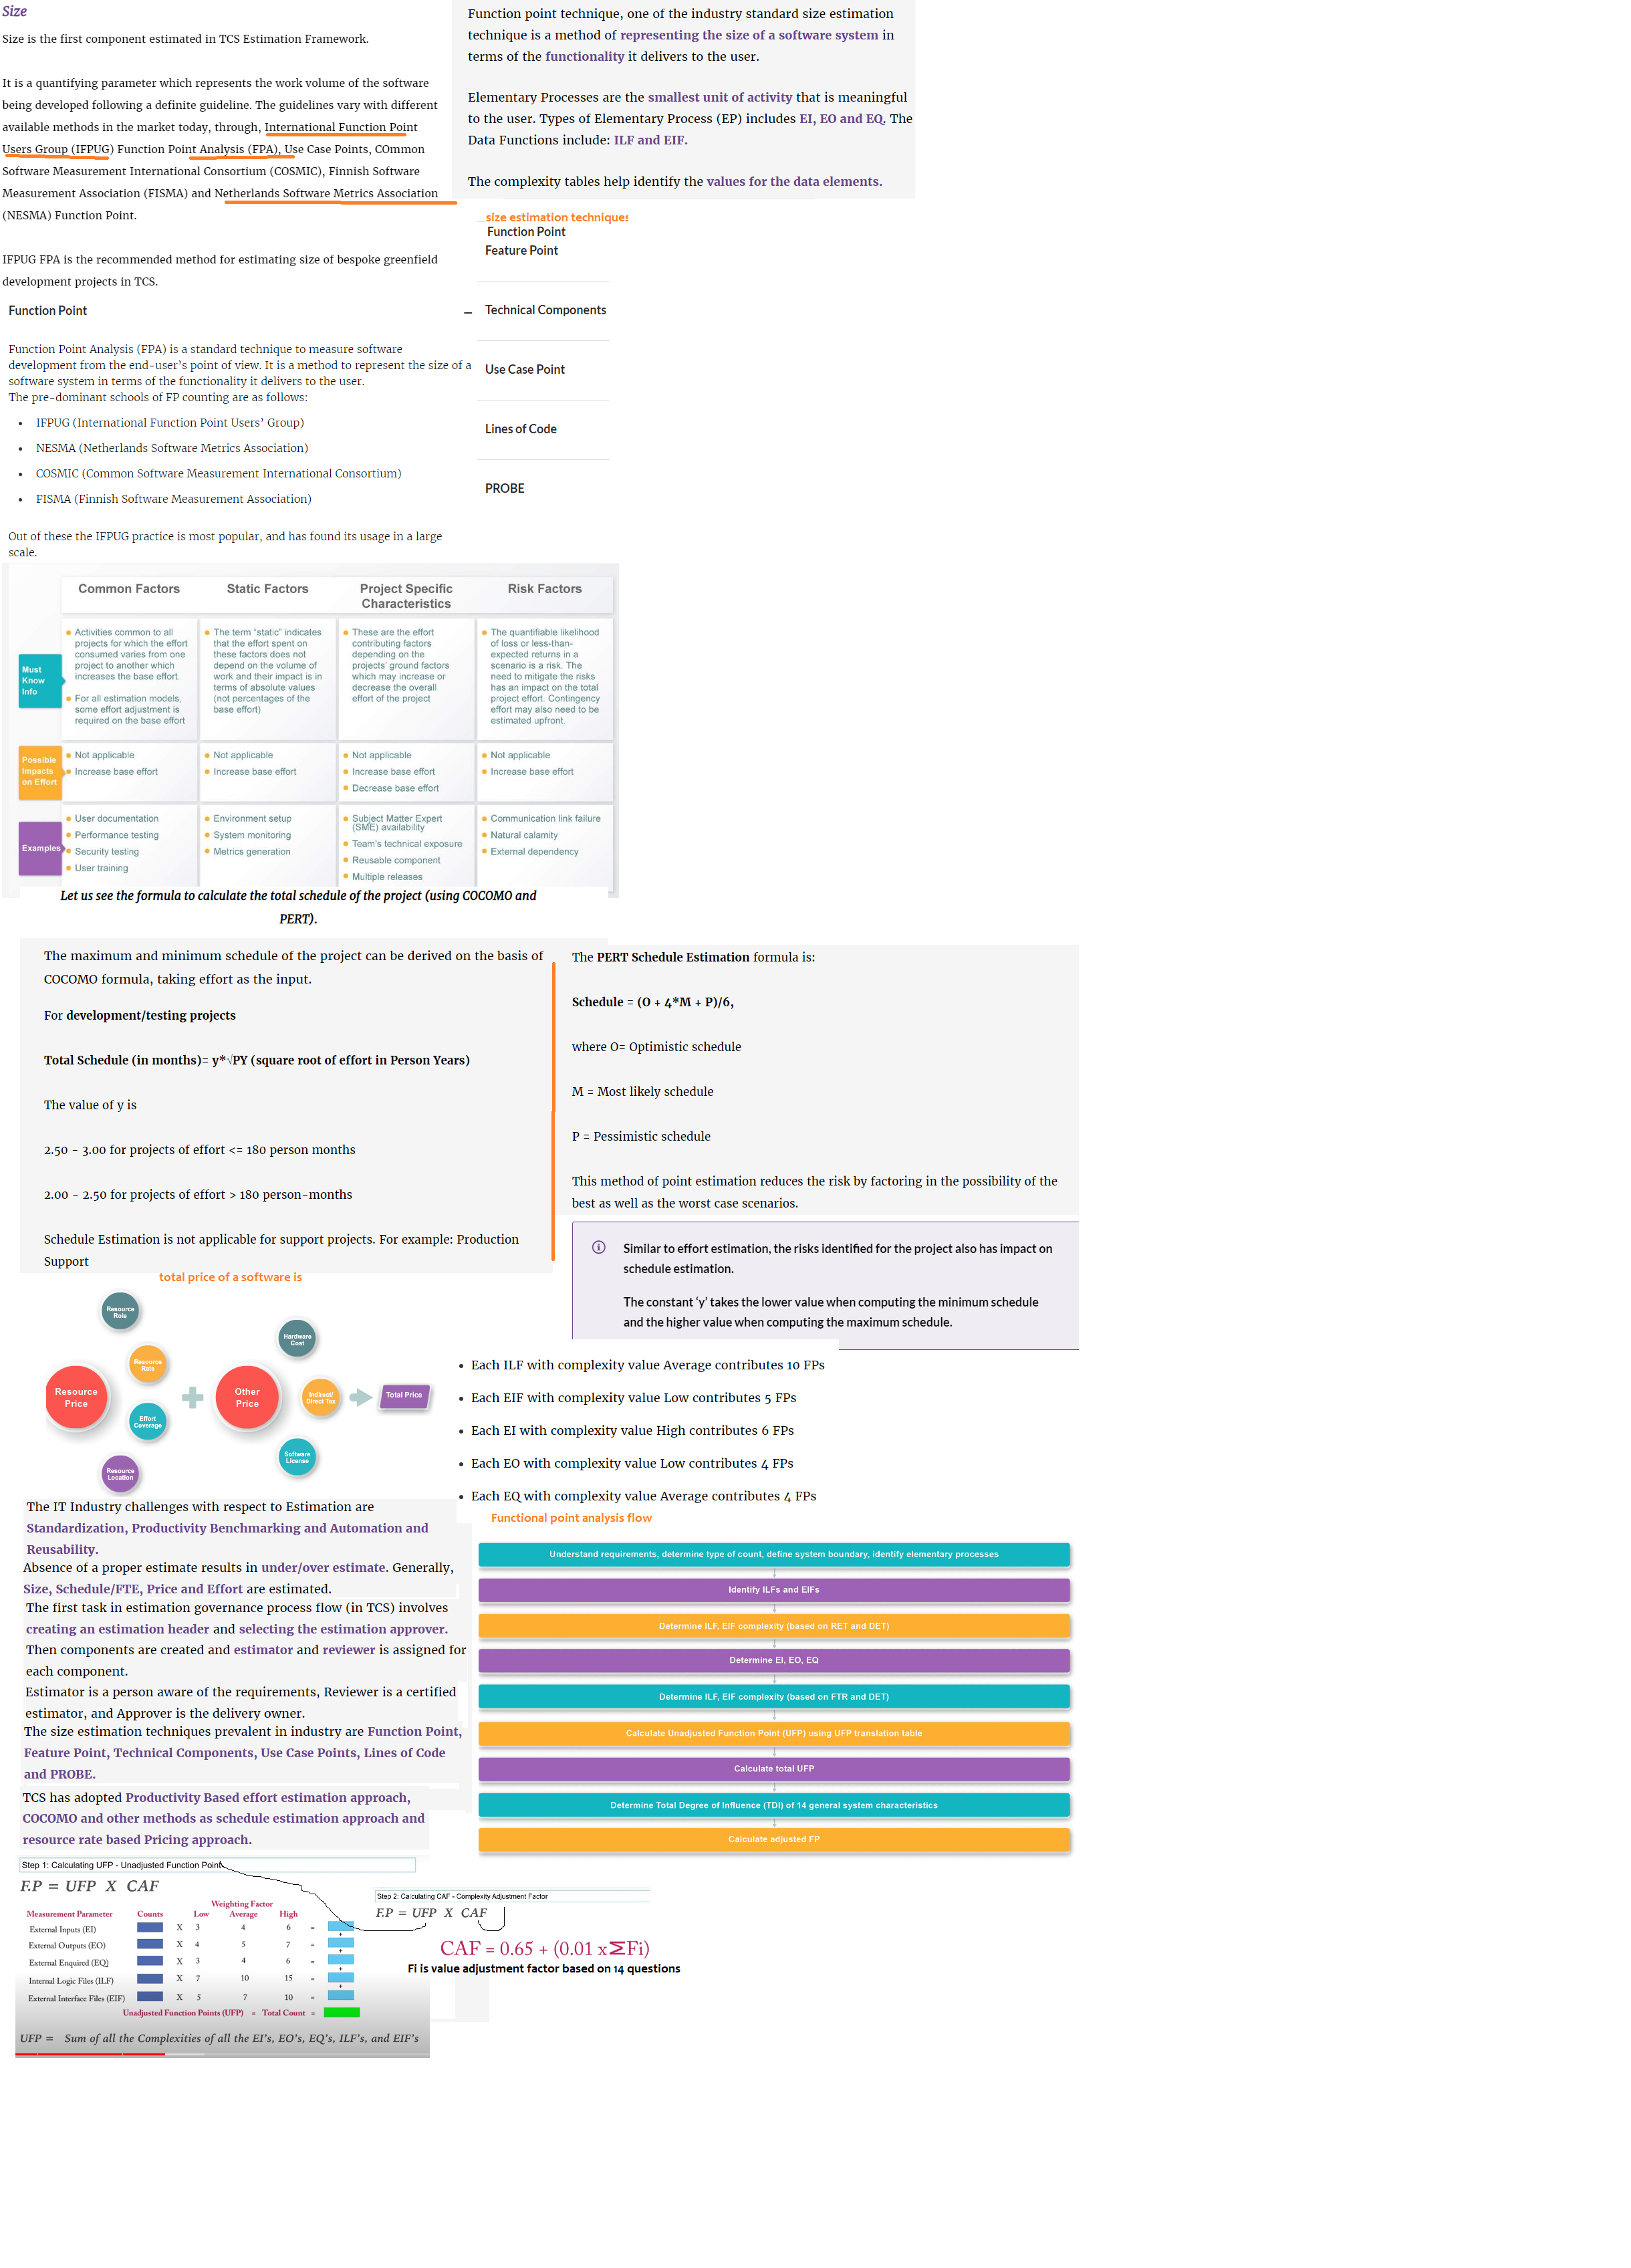 Size
Size is the first component estimated in TCS Estimation Framework.
It is a quantifying parameter which represents the work volume of the software
being developed following a definite guideline. The guidelines vary with different
available methods in the market today, through, International Function Point
Users Group (IFPUG) Function Point Analysis (FPA), Use Case Points, COmmon
Software Measurement International Consortium (COSMIC), Finnish Software
Measurement Association (FISMA) and Netherlands Software Metrics Association
(NESMA) Function Point.
IFPUG FPA is the recommended method for estimating size of bespoke greenfield
development projects in TCS.
Function point technique, one of the industry standard size estimation
technique is a method of representing the size of a software system in
terms of the functionality it delivers to the user.
Elementary Processes are the smallest unit of activity that is meaningful
to the user. Types of Elementary Process (EP) includes EI, EO and EQ. The
Data Functions include: ILF and EIF.
The complexity tables help identify the values for the data elements.
size estimation techniques
Function Point
Feature Point
Technical Components
Use Case Point
Lines of Code
PROBE
Function Point
–
Function Point Analysis (FPA) is a standard technique to measure software
development from the end-user’s point of view. It is a method to represent the size of a
software system in terms of the functionality it delivers to the user.
The pre-dominant schools of FP counting are as follows:
• IFPUG (International Function Point Users’ Group)
• NESMA (Netherlands Software Metrics Association)
• COSMIC (Common Software Measurement International Consortium)
• FISMA (Finnish Software Measurement Association)
Out of these the IFPUG practice is most popular, and has found its usage in a large
scale.
Common Factors
Static Factors
Project Specific
Characteristics
Risk Factors
Must
Know
Info
Activities common to all
projects for which the effort
consumed varies from one
project to another which
increases the base effort.
For all estimation models,
some effort adjustment is
required on the base effort
The term “static” indicates
that the effort spent on
these factors does not
depend on the volume of
work and their impact is in
terms of absolute values
(not percentages of the
base effort)
These are the effort
contributing factors
depending on the
projects’ ground factors
which may increase or
decrease the overall
effort of the project
The quantifiable likelihood
of loss or less-than-
expected returns in a
scenario is a risk. The
need to mitigate the risks
has an impact on the total
project effort. Contingency
effort may also need to be
estimated upfront.
Possible
Impacts
on Effort
Not applicable
Increase base effort
Not applicable
Increase base effort
Not applicable
Increase base effort
Decrease base effort
Not applicable
Increase base effort
Examples
User documentation
Performance testing
Security testing
User training
Environment setup
System monitoring
Metrics generation
Subject Matter Expert
(SME) availability
Team’s technical exposure
Reusable component
Multiple releases
Communication link failure
Natural calamity
External dependency
Let us see the formula to calculate the total schedule of the project (using COCOMO and
PERT).
The maximum and minimum schedule of the project can be derived on the basis of
COCOMO formula, taking effort as the input.
For development/testing projects
Total Schedule (in months)= y*√PY (square root of effort in Person Years)
The value of y is
2.50 - 3.00 for projects of effort <= 180 person months
2.00 - 2.50 for projects of effort > 180 person-months
Schedule Estimation is not applicable for support projects. For example: Production
Support
The PERT Schedule Estimation formula is:
Schedule = (O + 4*M + P)/6,
where O= Optimistic schedule
M = Most likely schedule
P = Pessimistic schedule
This method of point estimation reduces the risk by factoring in the possibility of the
best as well as the worst case scenarios.
Similar to effort estimation, the risks identified for the project also has impact on
schedule estimation.
The constant ‘y’ takes the lower value when computing the minimum schedule
and the higher value when computing the maximum schedule.
total price of a software is
Resource
Role
Resource
Rate
Resource
Price
Effort
Coverage
Resource
Location
Hardware
Cost
Other
Price
Indirect/
Direct Tax
Software
License
Total Price
• Each ILF with complexity value Average contributes 10 FPs
• Each EIF with complexity value Low contributes 5 FPs
• Each EI with complexity value High contributes 6 FPs
• Each EO with complexity value Low contributes 4 FPs
• Each EQ with complexity value Average contributes 4 FPs
The IT Industry challenges with respect to Estimation are
Standardization, Productivity Benchmarking and Automation and
Reusability.
Absence of a proper estimate results in under/over estimate. Generally,
Size, Schedule/FTE, Price and Effort are estimated.
The first task in estimation governance process flow (in TCS) involves
creating an estimation header and selecting the estimation approver.
Then components are created and estimator and reviewer is assigned for
each component.
Estimator is a person aware of the requirements, Reviewer is a certified
estimator, and Approver is the delivery owner.
The size estimation techniques prevalent in industry are Function Point,
Feature Point, Technical Components, Use Case Points, Lines of Code
and PROBE.
TCS has adopted Productivity Based effort estimation approach,
COCOMO and other methods as schedule estimation approach and
resource rate based Pricing approach.
Functional point analysis flow
Understand requirements, determine type of count, define system boundary, identify elementary processes
Identify ILFs and EIFs
Determine ILF, EIF complexity (based on RET and DET)
Determine EI, EO, EQ
Determine ILF, EIF complexity (based on FTR and DET)
Calculate Unadjusted Function Point (UFP) using UFP translation table
Calculate total UFP
Determine Total Degree of Influence (TDI) of 14 general system characteristics
Calculate adjusted FP
Step 1: Calculating UFP - Unadjusted Function Point
F.P = UFP X CAF
Weighting Factor
Measurement Parameter Counts Low Average High
External Inputs (EI) X 3 4 6 =
+
External Outputs (EO) X 4 5 7 =
+
External Enquired (EQ) X 3 4 6 =
+
Internal Logic Files (ILF) X 7 10 15 =
+
External Interface Files (EIF) X 5 7 10 =
Unadjusted Function Points (UFP) = Total Count =
UFP = Sum of all the Complexities of all the EI's, EO's, EQ's, ILF's, and EIF's
Step 2: Calculating CAF - Complexity Adjustment Factor
F.P = UFP X CAF
CAF = 0.65 + (0.01 x ΣFi)
Fi is value adjustment factor based on 14 questions